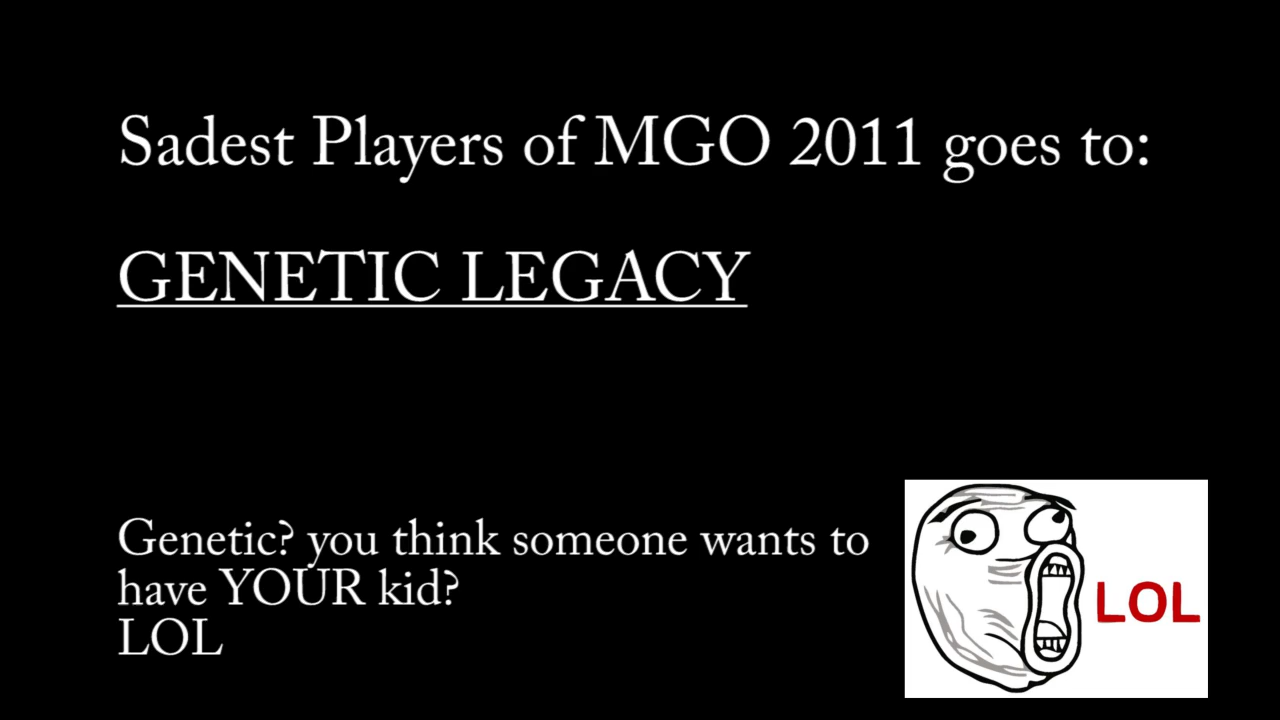 Sadest Players of MGO 2011 goes to:
GENETIC LEGACY
Genetic? you think someone wants to
have YOUR kid?
LOL
LOL